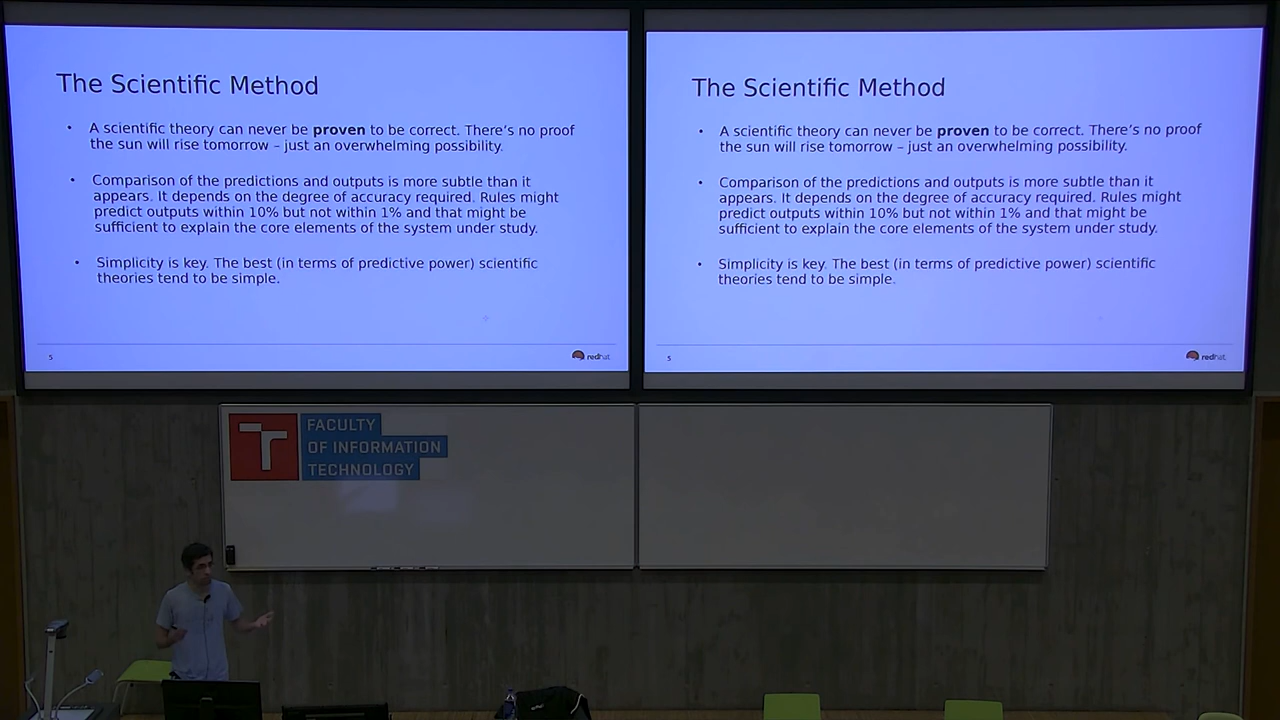 The Scientific Method
• A scientific theory can never be proven to be correct. There's no proof
the sun will rise tomorrow – just an overwhelming possibility.
• Comparison of the predictions and outputs is more subtle than it
appears. It depends on the degree of accuracy required. Rules might
predict outputs within 10% but not within 1% and that might be
sufficient to explain the core elements of the system under study.
• Simplicity is key. The best (in terms of predictive power) scientific
theories tend to be simple.
5
redhat
The Scientific Method
• A scientific theory can never be proven to be correct. There's no proof
the sun will rise tomorrow – just an overwhelming possibility.
• Comparison of the predictions and outputs is more subtle than it
appears. It depends on the degree of accuracy required. Rules might
predict outputs within 10% but not within 1% and that might be
sufficient to explain the core elements of the system under study.
• Simplicity is key. The best (in terms of predictive power) scientific
theories tend to be simple.
5
redhat
T
FACULTY
OF INFORMATION
TECHNOLOGY